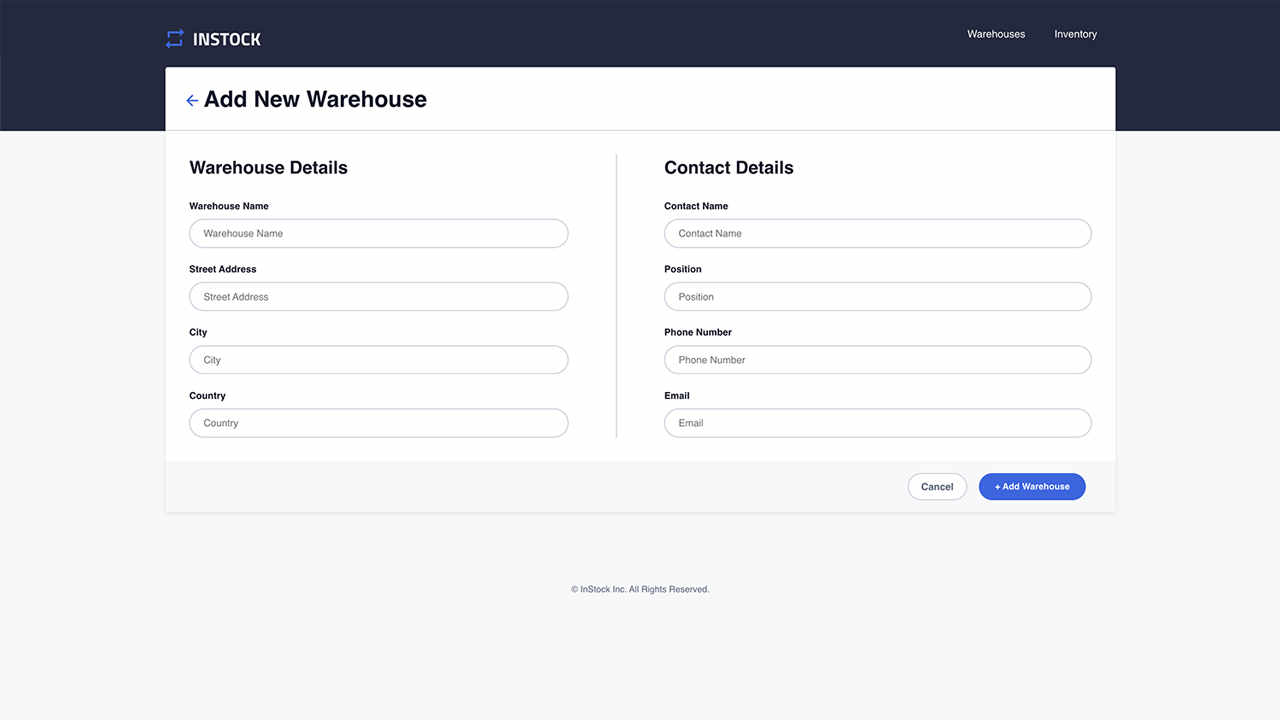 INSTOCK
Warehouses
Inventory
Add New Warehouse
Warehouse Details
Warehouse Name
Warehouse Name
Street Address
Street Address
City
City
Country
Country
Contact Details
Contact Name
Contact Name
Position
Position
Phone Number
Phone Number
Email
Email
Cancel
+ Add Warehouse
© InStock Inc. All Rights Reserved.